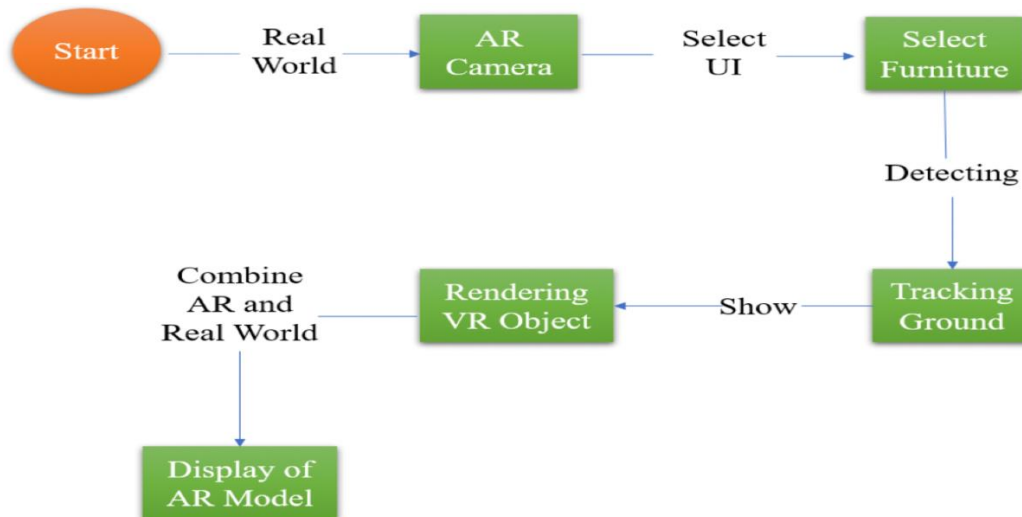 Start
Real
World
AR
Camera
Select
UI
Select
Furniture
Detecting
Tracking
Ground
Show
Rendering
VR Object
Combine
AR and
Real World
Display of
AR Model